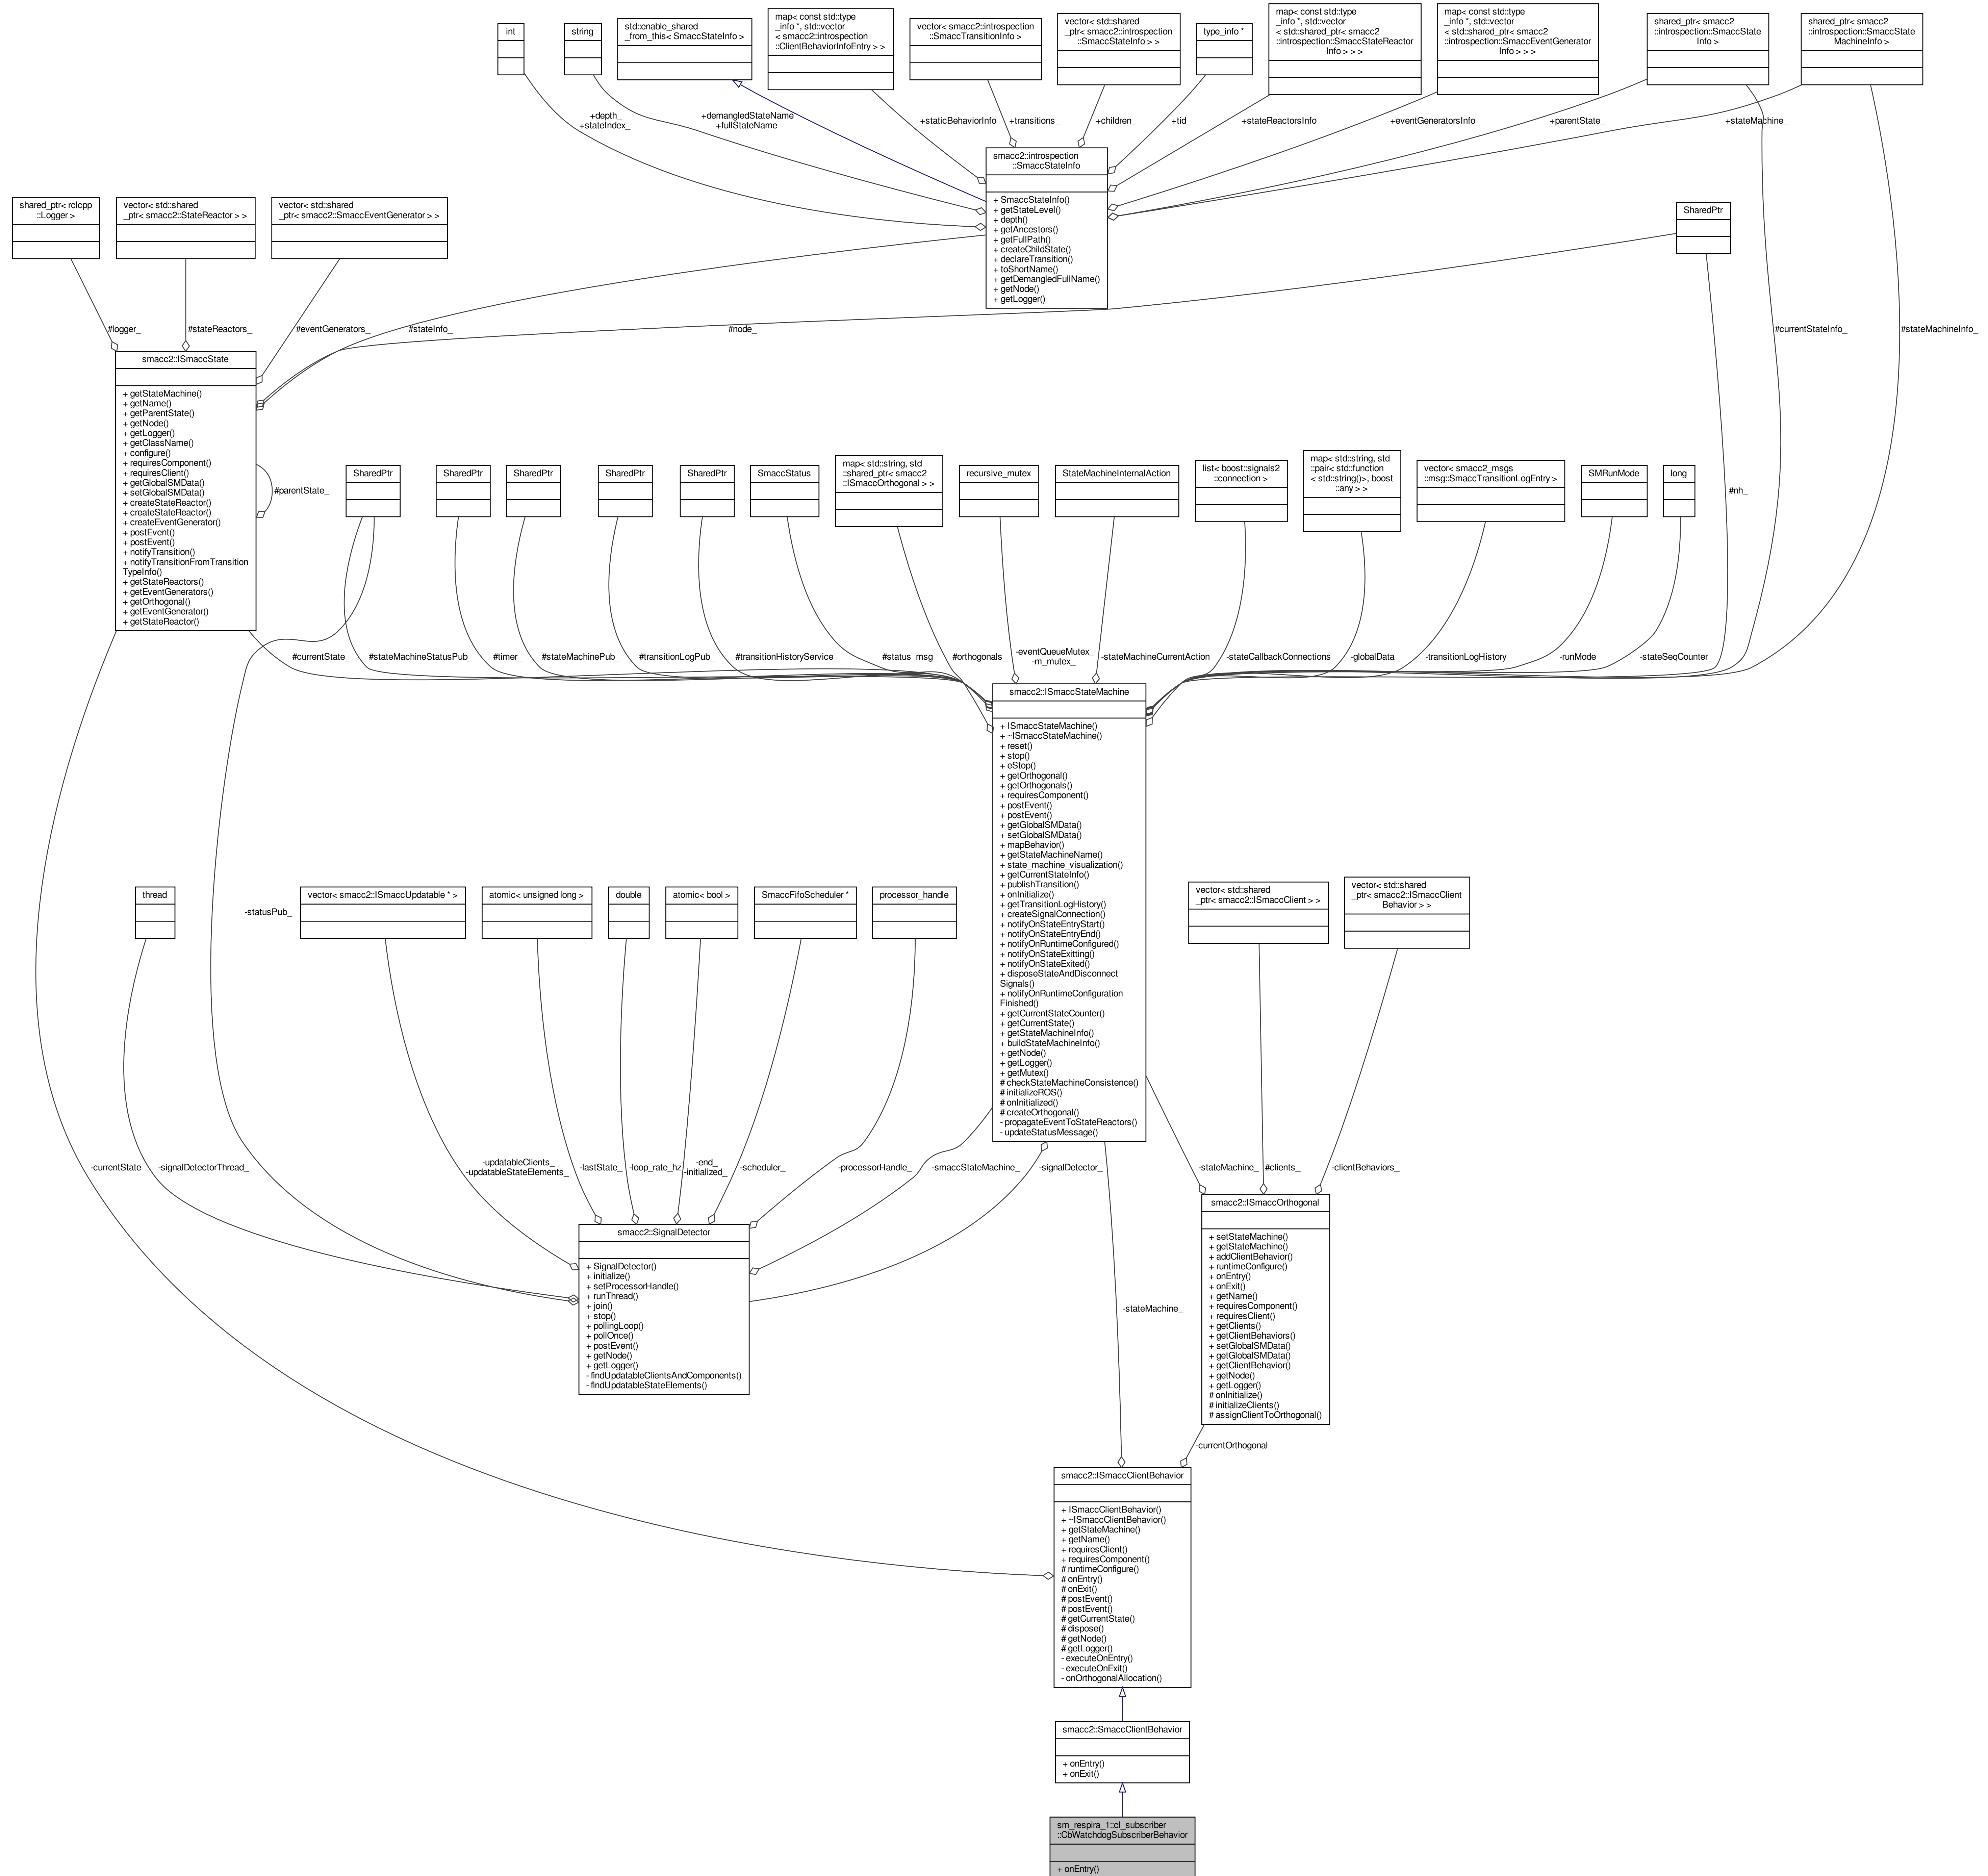 int
string
std::enable_shared
_from_this< SmaccStateInfo >
map< const std::type
_info *, std::vector
< smacc2::introspection
::ClientBehaviorInfoEntry > >
vector< smacc2::introspection
::SmaccTransitionInfo >
vector< std::shared
_ptr< smacc2::introspection
::SmaccStateInfo > >
type_info *
map< const std::type
_info *, std::vector
< std::shared_ptr< smacc2
::introspection::SmaccStateReactor
Info > > >
map< const std::type
_info *, std::vector
< std::shared_ptr< smacc2
::introspection::SmaccEventGenerator
Info > > >
shared_ptr< smacc2
::introspection::SmaccState
Info >
shared_ptr< smacc2
::introspection::SmaccState
MachineInfo >
+depth_
+stateIndex_
+demangledStateName
+fullStateName
+staticBehaviorInfo
+transitions_
+children_
+tid_
+stateReactorsInfo
+eventGeneratorsInfo
+parentState_
+stateMachine_
smacc2::introspection
::SmaccStateInfo
+ SmaccStateInfo()
+ getStateLevel()
+ depth()
+ getAncestors()
+ getFullPath()
+ createChildState()
+ declareTransition()
+ toShortName()
+ getDemangledFullName()
+ getNode()
+ getLogger()
shared_ptr< rclcpp
::Logger >
vector< std::shared
_ptr< smacc2::StateReactor > >
vector< std::shared
_ptr< smacc2::SmaccEventGenerator > >
SharedPtr
#logger_
#stateReactors_
#eventGenerators_
#stateInfo_
#node_
#currentStateInfo_
#stateMachineInfo_
smacc2::ISmaccState
+ getStateMachine()
+ getName()
+ getParentState()
+ getNode()
+ getLogger()
+ getClassName()
+ configure()
+ requiresComponent()
+ requiresClient()
+ getGlobalSMData()
+ setGlobalSMData()
+ createStateReactor()
+ createStateReactor()
+ createEventGenerator()
+ postEvent()
+ postEvent()
+ notifyTransition()
+ notifyTransitionFromTransition
TypeInfo()
+ getStateReactors()
+ getEventGenerators()
+ getOrthogonal()
+ getEventGenerator()
+ getStateReactor()
#parentState_
SharedPtr
SharedPtr
SharedPtr
SharedPtr
SharedPtr
SmaccStatus
map< std::string, std
::shared_ptr< smacc2
::ISmaccOrthogonal > >
recursive_mutex
StateMachineInternalAction
list< boost::signals2
::connection >
map< std::string, std
::pair< std::function
< std::string()>, boost
::any > >
vector< smacc2_msgs
::msg::SmaccTransitionLogEntry >
SMRunMode
long
#nh_
#currentState_
#stateMachineStatusPub_
#timer_
#stateMachinePub_
#transitionLogPub_
#transitionHistoryService_
#status_msg_
#orthogonals_
-eventQueueMutex_
-m_mutex_
-stateMachineCurrentAction
-stateCallbackConnections
-globalData_
-transitionLogHistory_
-runMode_
-stateSeqCounter_
smacc2::ISmaccStateMachine
+ ISmaccStateMachine()
+ ~ISmaccStateMachine()
+ reset()
+ stop()
+ eStop()
+ getOrthogonal()
+ getOrthogonals()
+ requiresComponent()
+ postEvent()
+ postEvent()
+ getGlobalSMData()
+ setGlobalSMData()
+ mapBehavior()
+ getStateMachineName()
+ state_machine_visualization()
+ getCurrentStateInfo()
+ publishTransition()
+ onInitialize()
+ getTransitionLogHistory()
+ createSignalConnection()
+ notifyOnStateEntryStart()
+ notifyOnStateEntryEnd()
+ notifyOnRuntimeConfigured()
+ notifyOnStateExitting()
+ notifyOnStateExited()
+ disposeStateAndDisconnect
Signals()
+ notifyOnRuntimeConfiguration
Finished()
+ getCurrentStateCounter()
+ getCurrentState()
+ getStateMachineInfo()
+ buildStateMachineInfo()
+ getNode()
+ getLogger()
+ getMutex()
# checkStateMachineConsistence()
# initializeROS()
# onInitialized()
# createOrthogonal()
- propagateEventToStateReactors()
- updateStatusMessage()
thread
-statusPub_
vector< smacc2::ISmaccUpdatable * >
atomic< unsigned long >
double
atomic< bool >
SmaccFifoScheduler *
processor_handle
vector< std::shared
_ptr< smacc2::ISmaccClient > >
vector< std::shared
_ptr< smacc2::ISmaccClient
Behavior > >
-currentState
-signalDetectorThread_
-updatableClients_
-updatableStateElements_
-lastState_
-loop_rate_hz
-end_
-initialized_
-scheduler_
-processorHandle_
-smaccStateMachine_
-signalDetector_
-stateMachine_
#clients_
-clientBehaviors_
smacc2::SignalDetector
+ SignalDetector()
+ initialize()
+ setProcessorHandle()
+ runThread()
+ join()
+ stop()
+ pollingLoop()
+ pollOnce()
+ postEvent()
+ getNode()
+ getLogger()
- findUpdatableClientsAndComponents()
- findUpdatableStateElements()
smacc2::ISmaccOrthogonal
+ setStateMachine()
+ getStateMachine()
+ addClientBehavior()
+ runtimeConfigure()
+ onEntry()
+ onExit()
+ getName()
+ requiresComponent()
+ requiresClient()
+ getClients()
+ getClientBehaviors()
+ setGlobalSMData()
+ getGlobalSMData()
+ getClientBehavior()
+ getNode()
+ getLogger()
# onInitialize()
# initializeClients()
# assignClientToOrthogonal()
-stateMachine_
-currentOrthogonal
smacc2::ISmaccClientBehavior
+ ISmaccClientBehavior()
+ ~ISmaccClientBehavior()
+ getStateMachine()
+ getName()
+ requiresClient()
+ requiresComponent()
# runtimeConfigure()
# onEntry()
# onExit()
# postEvent()
# postEvent()
# getCurrentState()
# dispose()
# getNode()
# getLogger()
- executeOnEntry()
- executeOnExit()
- onOrthogonalAllocation()
smacc2::SmaccClientBehavior
+ onEntry()
+ onExit()
sm_respira_1::cl_subscriber
::CbWatchdogSubscriberBehavior
+ onEntry()